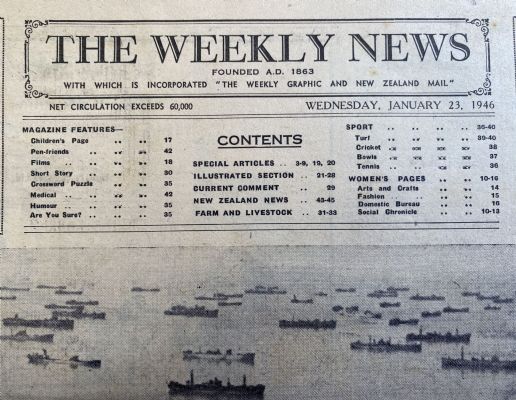 THE WEEKLY NEWS
FOUNDED A.D. 1863
WITH WHICH IS INCORPORATED "THE WEEKLY GRAPHIC AND NEW ZEALAND MAIL"
NET CIRCULATION EXCEEDS 60,000
WEDNESDAY, JANUARY 23, 1946
MAGAZINE FEATURES—
Children's Page .. .. 17
Pen-friends .. .. 42
Films .. .. 18
Short Story .. .. 30
Crossword Puzzle .. 35
Medical .. .. .. 42
Humour .. .. .. 35
Are You Sure? .. .. 35
CONTENTS
SPECIAL ARTICLES .. 3-9, 19, 20
ILLUSTRATED SECTION .. 21-28
CURRENT COMMENT .. 29
NEW ZEALAND NEWS .. 43-45
FARM AND LIVESTOCK .. 31-33
SPORT .. .. .. .. 36-40
Turf .. .. .. .. 39-40
Cricket .. .. .. .. 38
Bowls .. .. .. .. 37
Tennis .. .. .. .. 36
WOMEN'S PAGES .. .. 10-16
Arts and Crafts .. .. 14
Fashion .. .. .. 15
Domestic Bureau .. .. 16
Social Chronicle .. .. 10-13